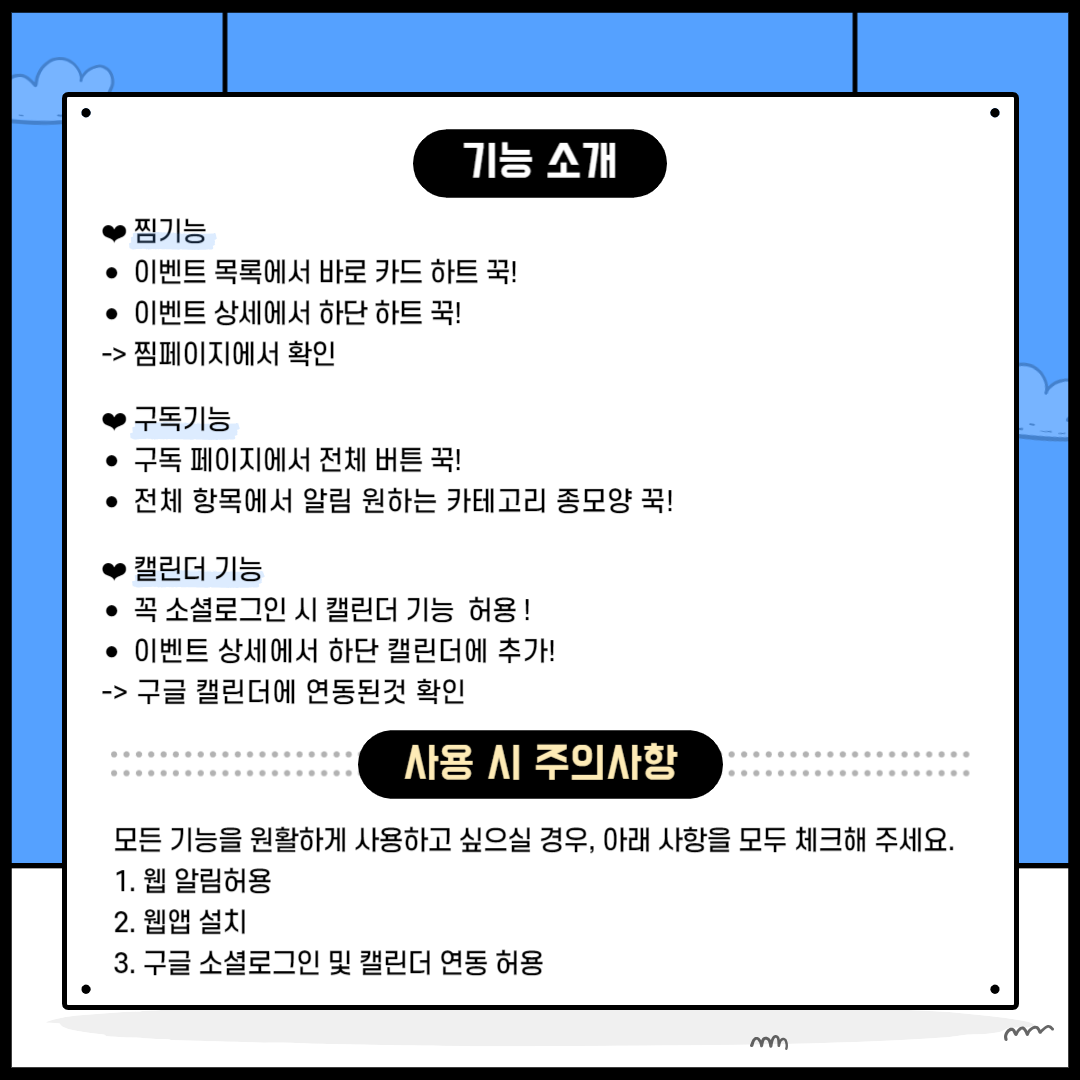 기능 소개
❤ 찜기능
• 이벤트 목록에서 바로 카드 하트 꾹!
• 이벤트 상세에서 하단 하트 꾹!
-> 찜페이지에서 확인
❤ 구독기능
• 구독 페이지에서 전체 버튼 꾹!
• 전체 항목에서 알림 원하는 카테고리 종모양 꾹!
❤ 캘린더 기능
• 꼭 소셜로그인 시 캘린더 기능 허용 !
• 이벤트 상세에서 하단 캘린더에 추가!
-> 구글 캘린더에 연동된것 확인
사용 시 주의사항
모든 기능을 원활하게 사용하고 싶으실 경우, 아래 사항을 모두 체크해 주세요.
1. 웹 알림허용
2. 웹앱 설치
3. 구글 소셜로그인 및 캘린더 연동 허용